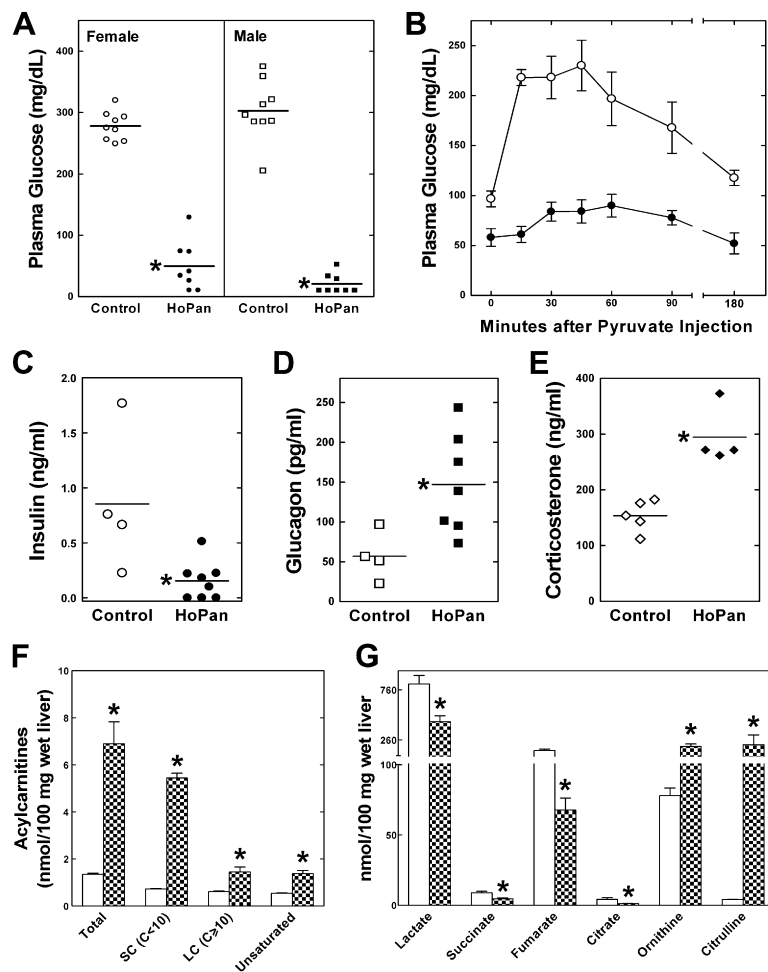 A
Female
Male
Plasma Glucose (mg/dL)
400
300
200
100
0
*
*
Control
HoPan
Control
HoPan
B
Plasma Glucose (mg/dL)
250
200
150
100
50
0
0
30
60
90
180
Minutes after Pyruvate Injection
C
Insulin (ng/ml)
2.0
1.5
1.0
0.5
0.0
*
Control
HoPan
D
Glucagon (pg/ml)
250
200
150
100
50
0
*
Control
HoPan
E
Corticosterone (ng/ml)
400
300
200
100
0
*
Control
HoPan
F
Acylcarnitines
(nmol/100 mg wet liver)
10
8
6
4
2
0
*
*
*
*
Total
SC (C<10)
LC (C⩾10)
Unsaturated
G
nmol/100 mg wet liver
760
260
100
50
0
*
*
*
*
*
*
Lactate
Succinate
Fumarate
Citrate
Ornithine
Citrulline